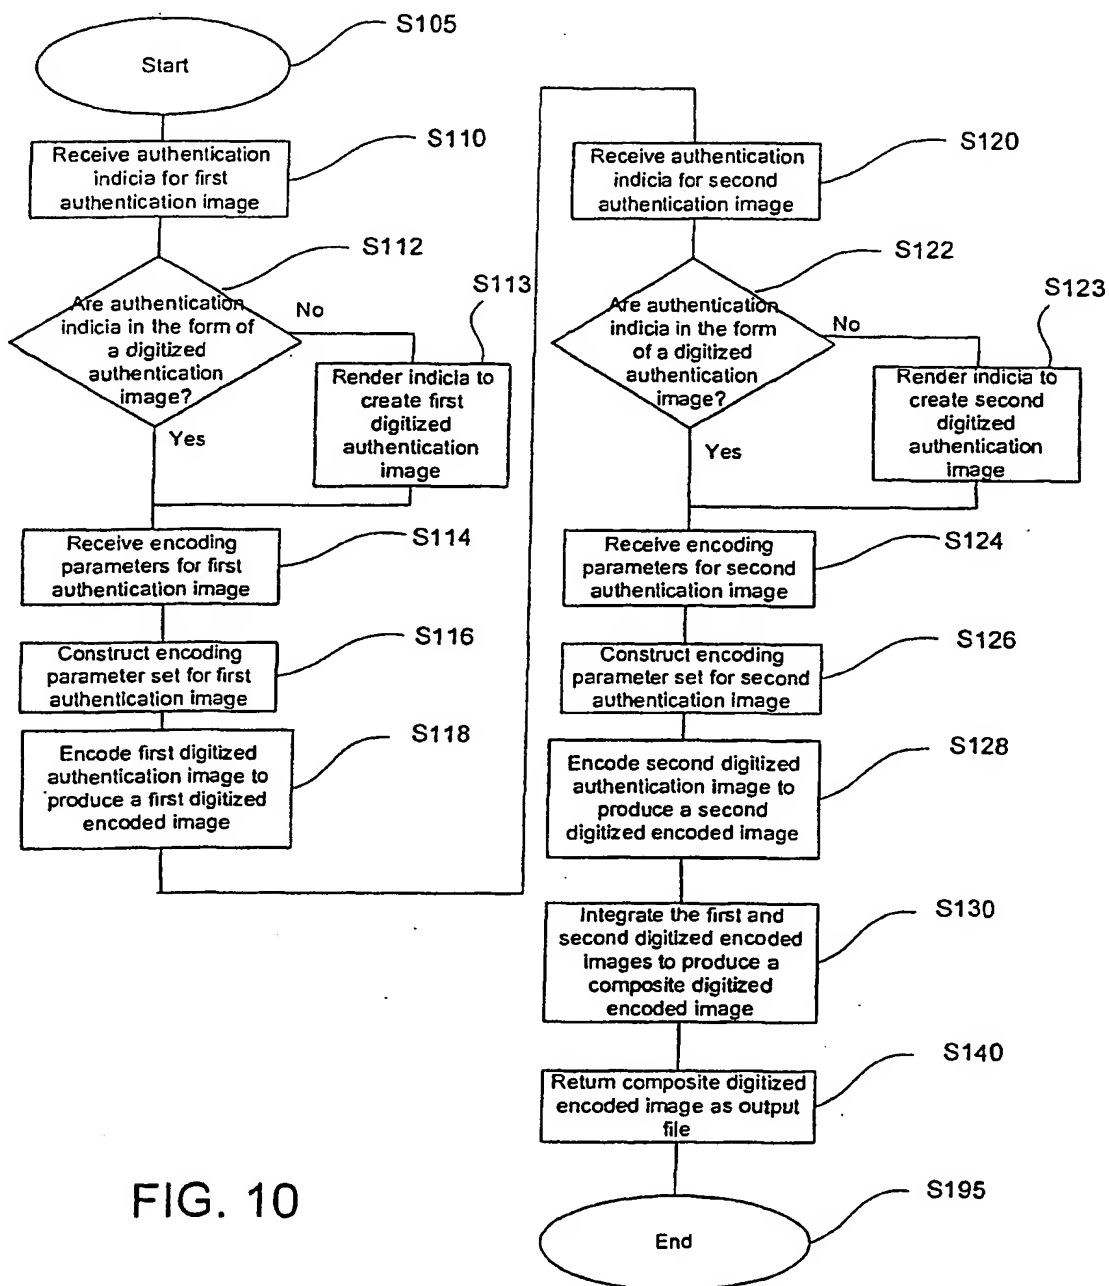 S105
Start
S110
Receive authentication
indicia for first
authentication image
S112
Are authentication
indicia in the form of
a digitized
authentication
image?
No
S113
Render indicia to
create first
digitized
authentication
image
Yes
S114
Receive encoding
parameters for first
authentication image
S116
Construct encoding
parameter set for first
authentication image
S118
Encode first digitized
authentication image to
produce a first digitized
encoded image
S120
Receive authentication
indicia for second
authentication image
S122
Are authentication
indicia in the form
of a digitized
authentication
image?
No
S123
Render indicia to
create second
digitized
authentication
image
Yes
S124
Receive encoding
parameters for second
authentication image
S126
Construct encoding
parameter set for second
authentication image
S128
Encode second digitized
authentication image to
produce a second
digitized encoded image
S130
Integrate the first and
second digitized encoded
images to produce a
composite digitized
encoded image
S140
Return composite digitized
encoded image as output
file
S195
End
FIG. 10